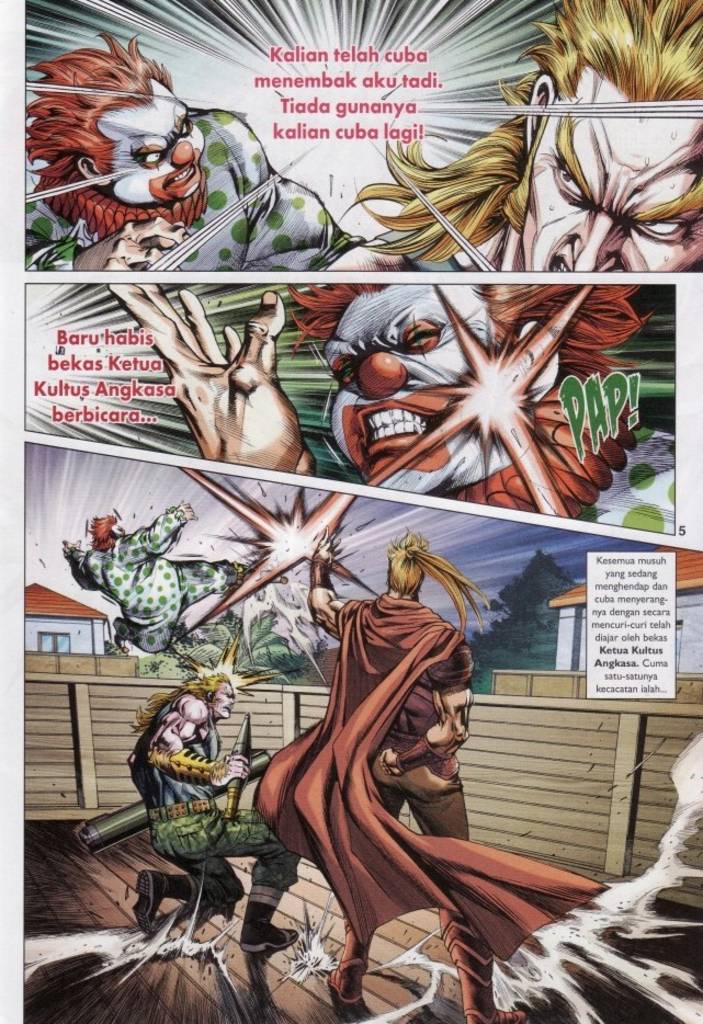 Kalian telah cuba
menembak aku tadi.
Tiada gunanya
kalian cuba lagi!
Baru habis
bekas Ketua
Kultus Angkasa
berbicara...
PAP!
5
Kesemua musuh
yang sedang
menghendap dan
cuba menyerang-
nya dengan secara
mencuri-curi telah
diajar oleh bekas
Ketua Kultus
Angkasa. Cuma
satu-satunya
kecacatan ialah...